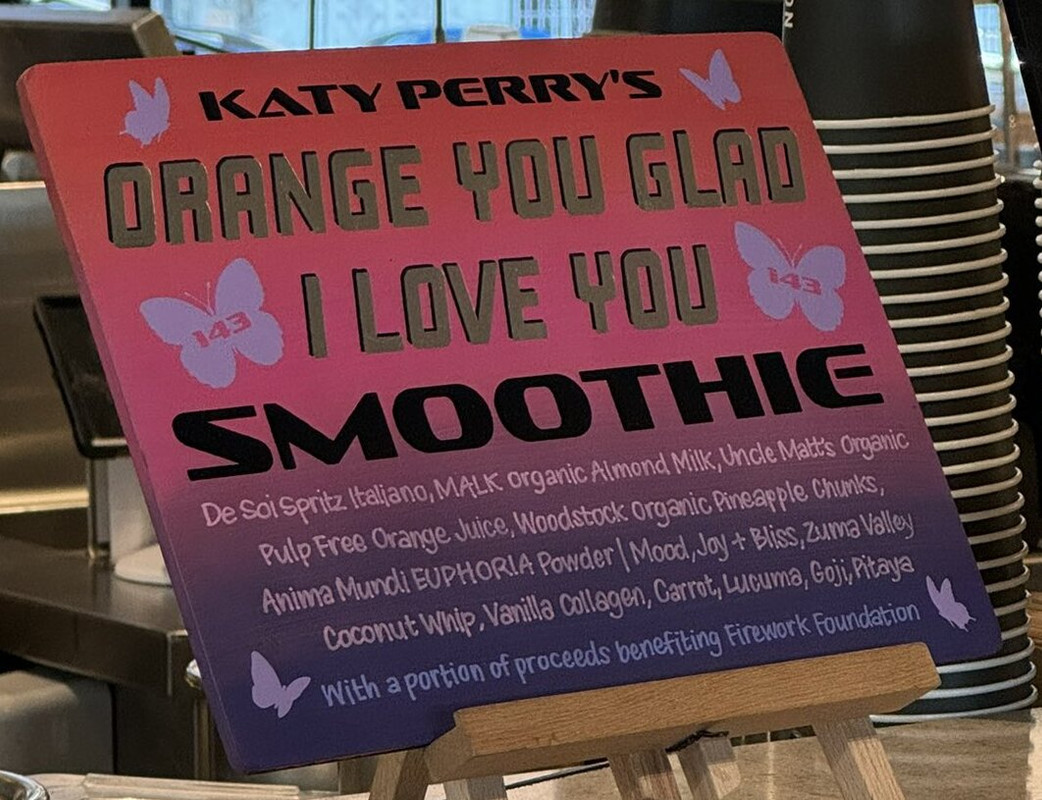 KATY PERRY'S
ORANGE YOU GLAD
I LOVE YOU
143
143
SMOOTHIE
De Soi Spritz Italiano, MALK organic Almond Milk, Uncle Matt's Organic
Pulp Free Orange Juice, Woodstock Organic Pineapple Chunks,
Anima Mundi EUPHORIA Powder | Mood, Joy + Bliss, Zuma Valley
Coconut Whip, Vanilla Collagen, Carrot, Lucuma, Goji, Pitaya
With a portion of proceeds benefiting Firework Foundation